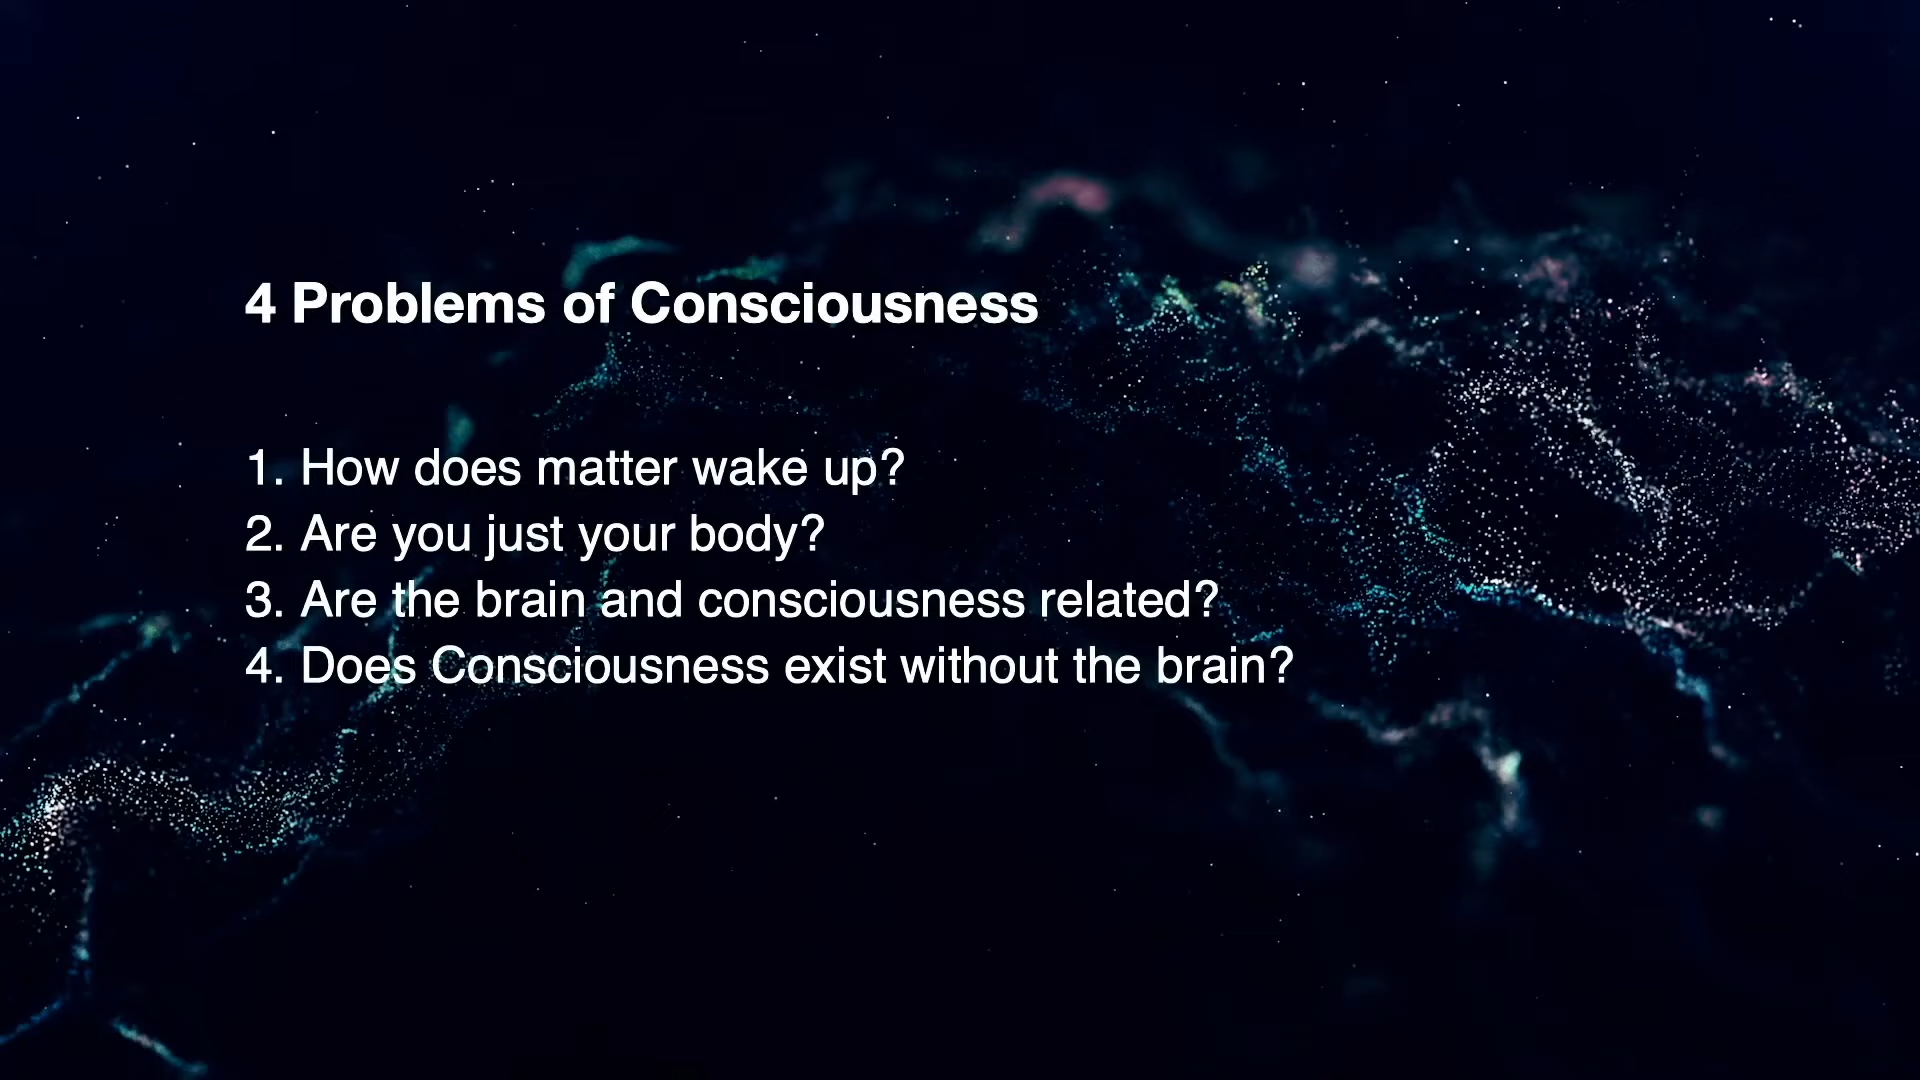 4 Problems of Consciousness
1. How does matter wake up?
2. Are you just your body?
3. Are the brain and consciousness related?
4. Does Consciousness exist without the brain?